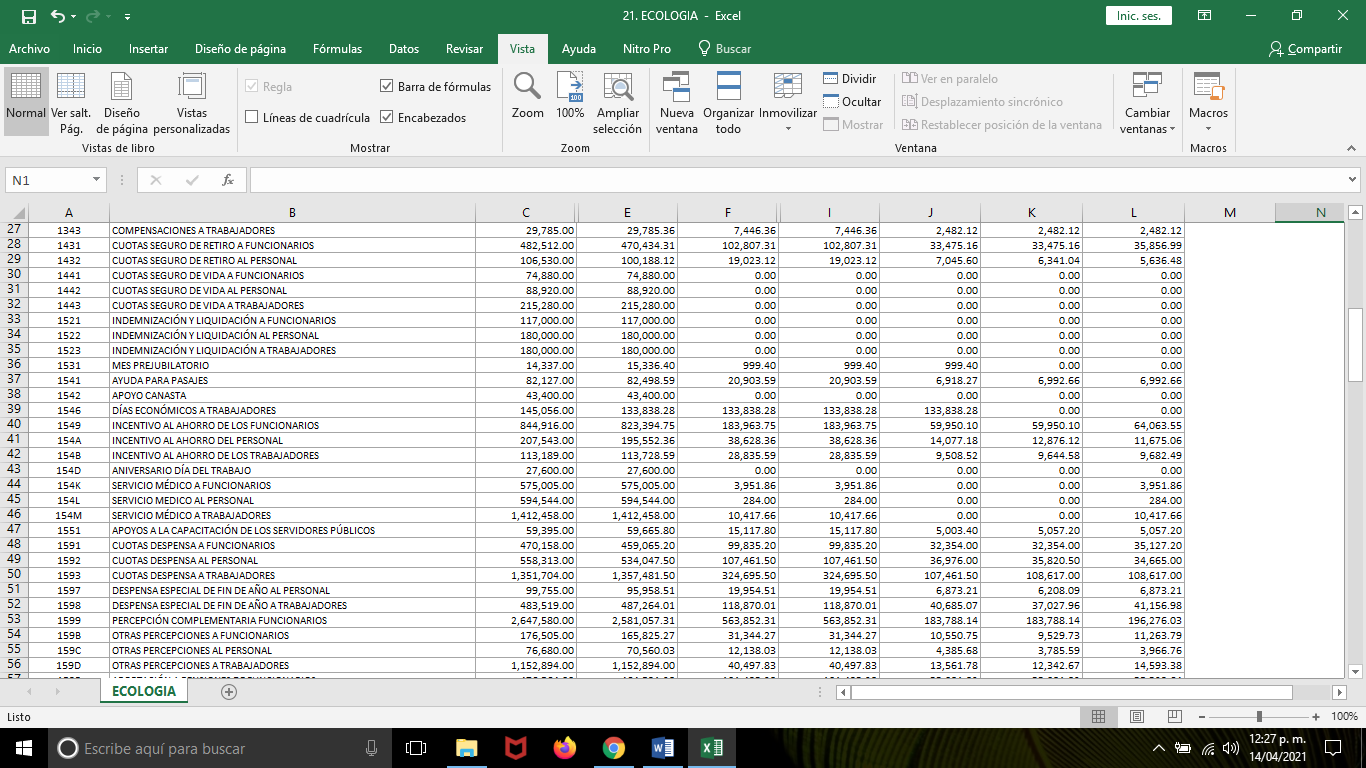 21. ECOLOGIA - Excel
Inic. ses.
Archivo Inicio Insertar Diseño de página Fórmulas Datos Revisar Vista Ayuda Nitro Pro Buscar Compartir
Normal Ver salt. Pág. Diseño de página Vistas personalizadas
Vistas de libro
Regla Barra de fórmulas
Líneas de cuadrícula Encabezados
Mostrar
Zoom 100% Ampliar selección
Zoom
Nueva ventana Organizar todo Inmovilizar
Dividir Ver en paralelo
Ocultar Desplazamiento sincrónico
Mostrar Restablecer posición de la ventana
Cambiar ventanas
Ventana
Macros
Macros
N1 fx
A B C E F I J K L M N
27 1343 COMPENSACIONES A TRABAJADORES 29,785.00 29,785.36 7,446.36 7,446.36 2,482.12 2,482.12 2,482.12
28 1431 CUOTAS SEGURO DE RETIRO A FUNCIONARIOS 482,512.00 470,434.31 102,807.31 102,807.31 33,475.16 33,475.16 35,856.99
29 1432 CUOTAS SEGURO DE RETIRO AL PERSONAL 106,530.00 100,188.12 19,023.12 19,023.12 7,045.60 6,341.04 5,636.48
30 1441 CUOTAS SEGURO DE VIDA A FUNCIONARIOS 74,880.00 74,880.00 0.00 0.00 0.00 0.00 0.00
31 1442 CUOTAS SEGURO DE VIDA AL PERSONAL 88,920.00 88,920.00 0.00 0.00 0.00 0.00 0.00
32 1443 CUOTAS SEGURO DE VIDA A TRABAJADORES 215,280.00 215,280.00 0.00 0.00 0.00 0.00 0.00
33 1521 INDEMNIZACIÓN Y LIQUIDACIÓN A FUNCIONARIOS 117,000.00 117,000.00 0.00 0.00 0.00 0.00 0.00
34 1522 INDEMNIZACIÓN Y LIQUIDACIÓN AL PERSONAL 180,000.00 180,000.00 0.00 0.00 0.00 0.00 0.00
35 1523 INDEMNIZACIÓN Y LIQUIDACIÓN A TRABAJADORES 180,000.00 180,000.00 0.00 0.00 0.00 0.00 0.00
36 1531 MES PREJUBILATORIO 14,337.00 15,336.40 999.40 999.40 999.40 0.00 0.00
37 1541 AYUDA PARA PASAJES 82,127.00 82,498.59 20,903.59 20,903.59 6,918.27 6,992.66 6,992.66
38 1542 APOYO CANASTA 43,400.00 43,400.00 0.00 0.00 0.00 0.00 0.00
39 1546 DÍAS ECONÓMICOS A TRABAJADORES 145,056.00 133,838.28 133,838.28 133,838.28 133,838.28 0.00 0.00
40 1549 INCENTIVO AL AHORRO DE LOS FUNCIONARIOS 844,916.00 823,394.75 183,963.75 183,963.75 59,950.10 59,950.10 64,063.55
41 154A INCENTIVO AL AHORRO DEL PERSONAL 207,543.00 195,552.36 38,628.36 38,628.36 14,077.18 12,876.12 11,675.06
42 154B INCENTIVO AL AHORRO DE LOS TRABAJADORES 113,189.00 113,728.59 28,835.59 28,835.59 9,508.52 9,644.58 9,682.49
43 154D ANIVERSARIO DÍA DEL TRABAJO 27,600.00 27,600.00 0.00 0.00 0.00 0.00 0.00
44 154K SERVICIO MÉDICO A FUNCIONARIOS 575,005.00 575,005.00 3,951.86 3,951.86 0.00 0.00 3,951.86
45 154L SERVICIO MEDICO AL PERSONAL 594,544.00 594,544.00 284.00 284.00 0.00 0.00 284.00
46 154M SERVICIO MÉDICO A TRABAJADORES 1,412,458.00 1,412,458.00 10,417.66 10,417.66 0.00 0.00 10,417.66
47 1551 APOYOS A LA CAPACITACIÓN DE LOS SERVIDORES PÚBLICOS 59,395.00 59,665.80 15,117.80 15,117.80 5,003.40 5,057.20 5,057.20
48 1591 CUOTAS DESPENSA A FUNCIONARIOS 470,158.00 459,065.20 99,835.20 99,835.20 32,354.00 32,354.00 35,127.20
49 1592 CUOTAS DESPENSA AL PERSONAL 558,313.00 534,047.50 107,461.50 107,461.50 36,976.00 35,820.50 34,665.00
50 1593 CUOTAS DESPENSA A TRABAJADORES 1,351,704.00 1,357,481.50 324,695.50 324,695.50 107,461.50 108,617.00 108,617.00
51 1597 DESPENSA ESPECIAL DE FIN DE AÑO AL PERSONAL 99,755.00 95,958.51 19,954.51 19,954.51 6,873.21 6,208.09 6,873.21
52 1598 DESPENSA ESPECIAL DE FIN DE AÑO A TRABAJADORES 483,519.00 487,264.01 118,870.01 118,870.01 40,685.07 37,027.96 41,156.98
53 1599 PERCEPCIÓN COMPLEMENTARIA FUNCIONARIOS 2,647,580.00 2,581,057.31 563,852.31 563,852.31 183,788.14 183,788.14 196,276.03
54 159B OTRAS PERCEPCIONES A FUNCIONARIOS 176,505.00 165,825.27 31,344.27 31,344.27 10,550.75 9,529.73 11,263.79
55 159C OTRAS PERCEPCIONES AL PERSONAL 76,680.00 70,560.03 12,138.03 12,138.03 4,385.68 3,785.59 3,966.76
56 159D OTRAS PERCEPCIONES A TRABAJADORES 1,152,894.00 1,152,894.00 40,497.83 40,497.83 13,561.78 12,342.67 14,593.38
ECOLOGIA
Listo 100%
Escribe aquí para buscar
12:27 p. m.
14/04/2021